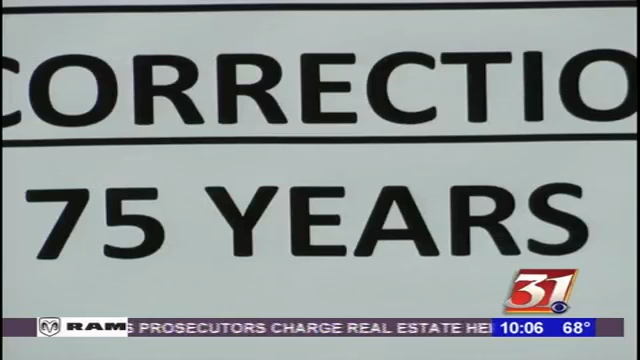 CORRECTIO
75 YEARS
31
RAM
S PROSECUTORS CHARGE REAL ESTATE HEI
10:06 68°